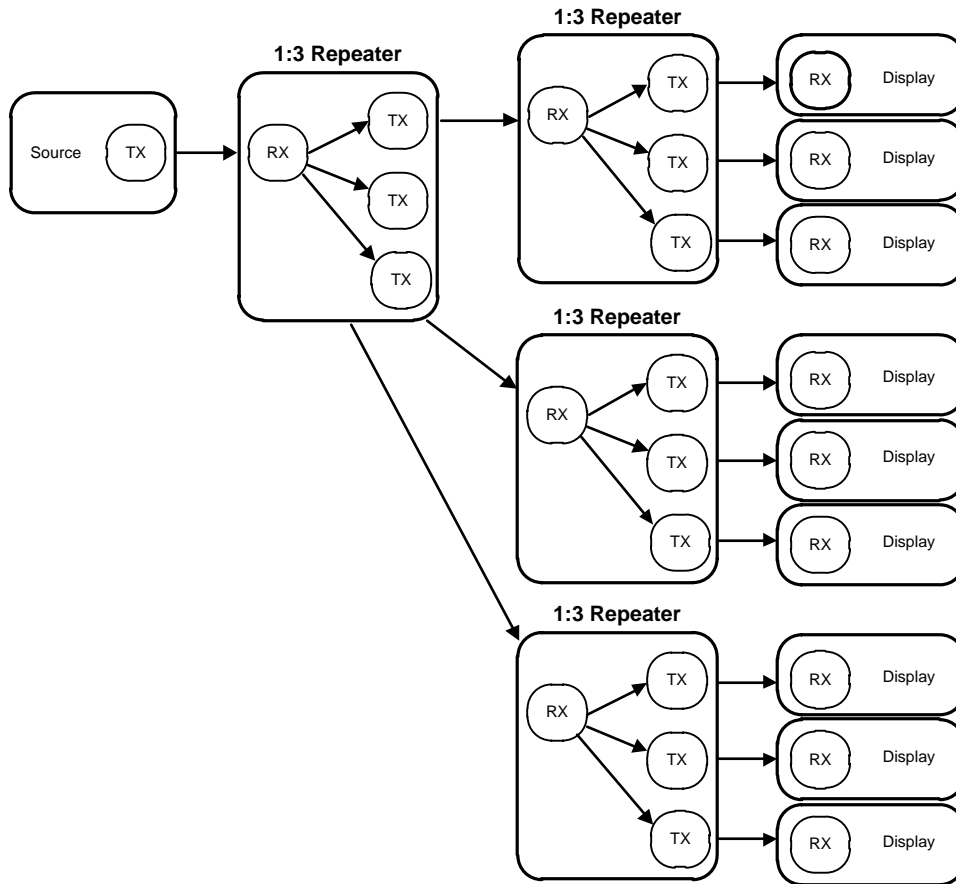 1:3 Repeater
1:3 Repeater
Source
TX
RX
TX
TX
TX
RX
TX
TX
TX
RX
Display
RX
Display
RX
Display
1:3 Repeater
RX
TX
TX
TX
RX
Display
RX
Display
RX
Display
1:3 Repeater
RX
TX
TX
TX
RX
Display
RX
Display
RX
Display